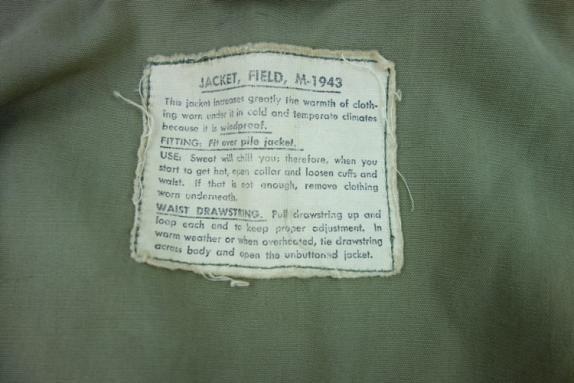 JACKET, FIELD, M-1943
This jacket increases greatly the warmth of cloth-
ing worn under it in cold and temperate climates
because it is windproof.
FITTING: Fit over pile jacket.
USE: Sweat will chill you; therefore, when you
start to get hot, open collar and loosen cuffs and
waist. If that is not enough, remove clothing
worn underneath.
WAIST DRAWSTRING. Pull drawstring up and
loop each end to keep proper adjustment. In
warm weather or when overheated, tie drawstring
across body and open the unbuttoned jacket.